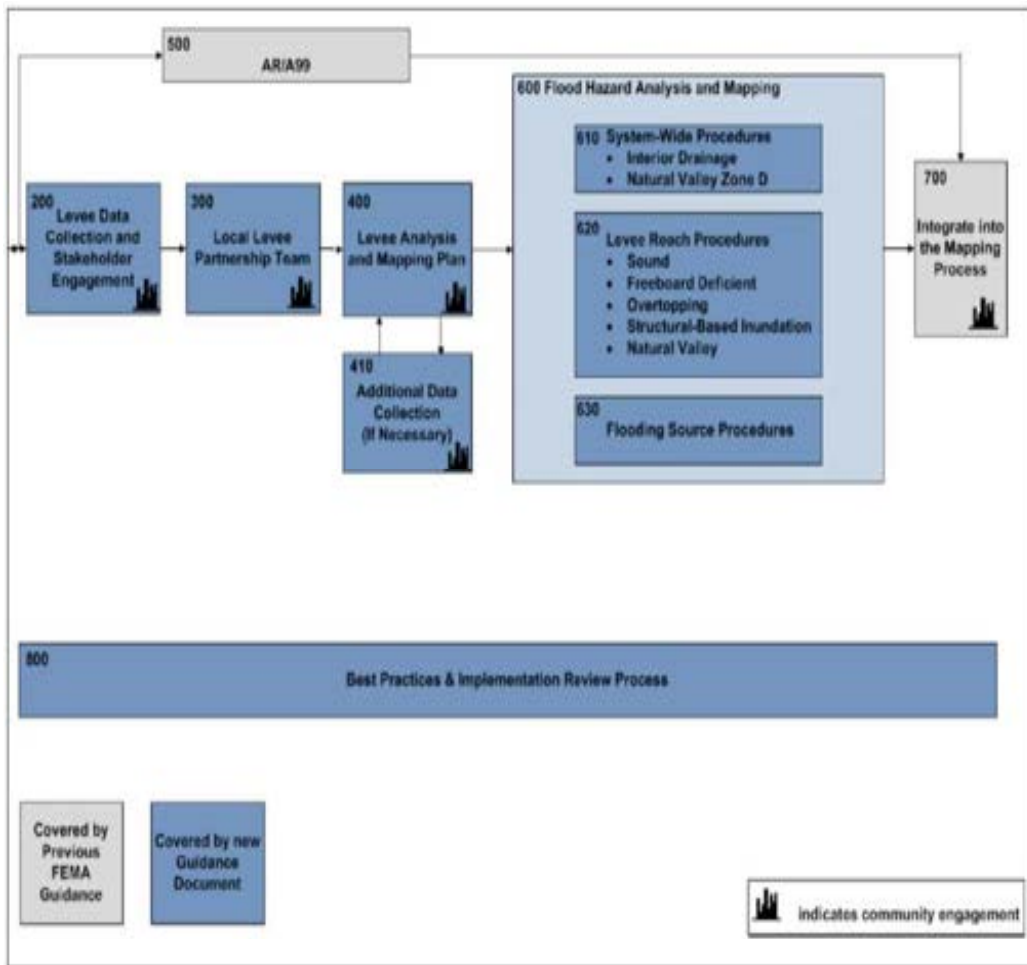 500
AR/A99
600 Flood Hazard Analysis and Mapping
610 System-Wide Procedures
• Interior Drainage
• Natural Valley Zone D
700
Integrate into
the Mapping
Process
200
Levee Data
Collection and
Stakeholder
Engagement
300
Local Levee
Partnership Team
400
Levee Analysis
and Mapping Plan
620
Levee Reach Procedures
• Sound
• Freeboard Deficient
• Overtopping
• Structural-Based Inundation
• Natural Valley
410
Additional Data
Collection
(If Necessary)
630
Flooding Source Procedures
800
Best Practices & Implementation Review Process
Covered by
Previous
FEMA
Guidance
Covered by new
Guidance
Document
indicates community engagement